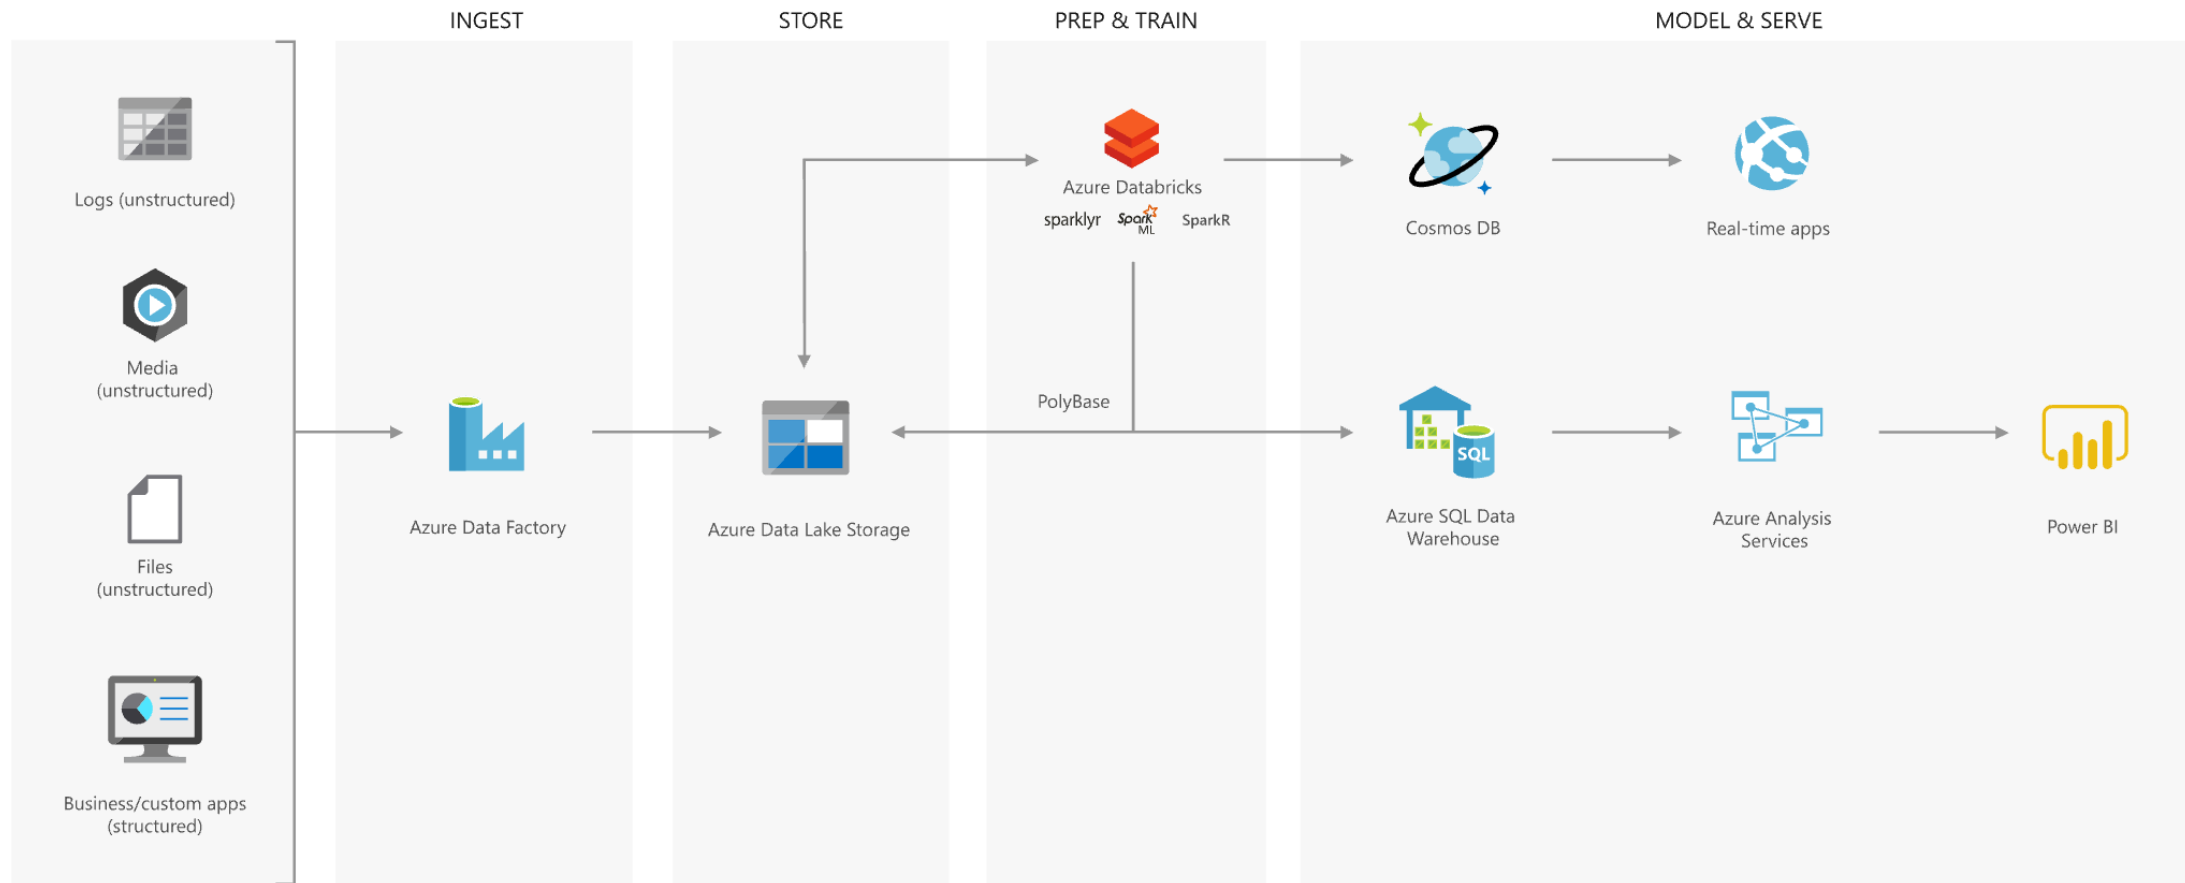 INGEST
STORE
PREP & TRAIN
MODEL & SERVE
Logs (unstructured)
Media
(unstructured)
Files
(unstructured)
Business/custom apps
(structured)
Azure Data Factory
Azure Data Lake Storage
Azure Databricks
sparklyr
Spark
ML
SparkR
PolyBase
Cosmos DB
Real-time apps
SQL
Azure SQL Data
Warehouse
Azure Analysis
Services
Power BI